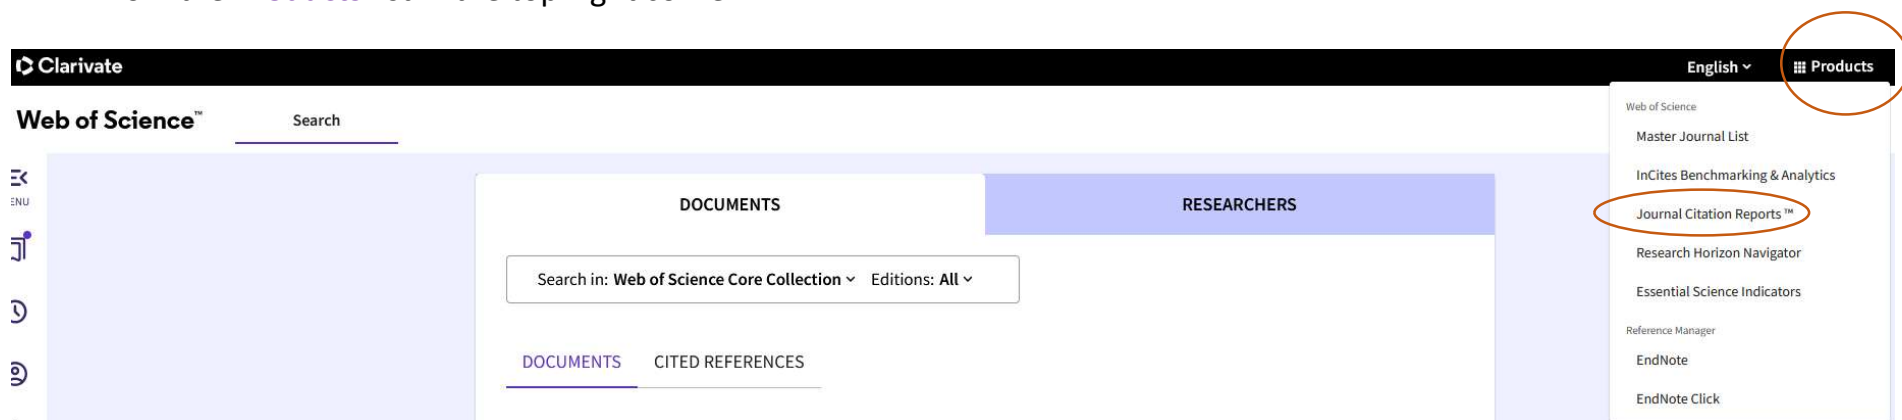 Clarivate
English
Products
Web of Science™
Search
Web of Science
Master Journal List
InCites Benchmarking & Analytics
Journal Citation Reports ™
Research Horizon Navigator
Essential Science Indicators
Reference Manager
EndNote
EndNote Click
ENU
DOCUMENTS
RESEARCHERS
Search in: Web of Science Core Collection Editions: All
DOCUMENTS
CITED REFERENCES